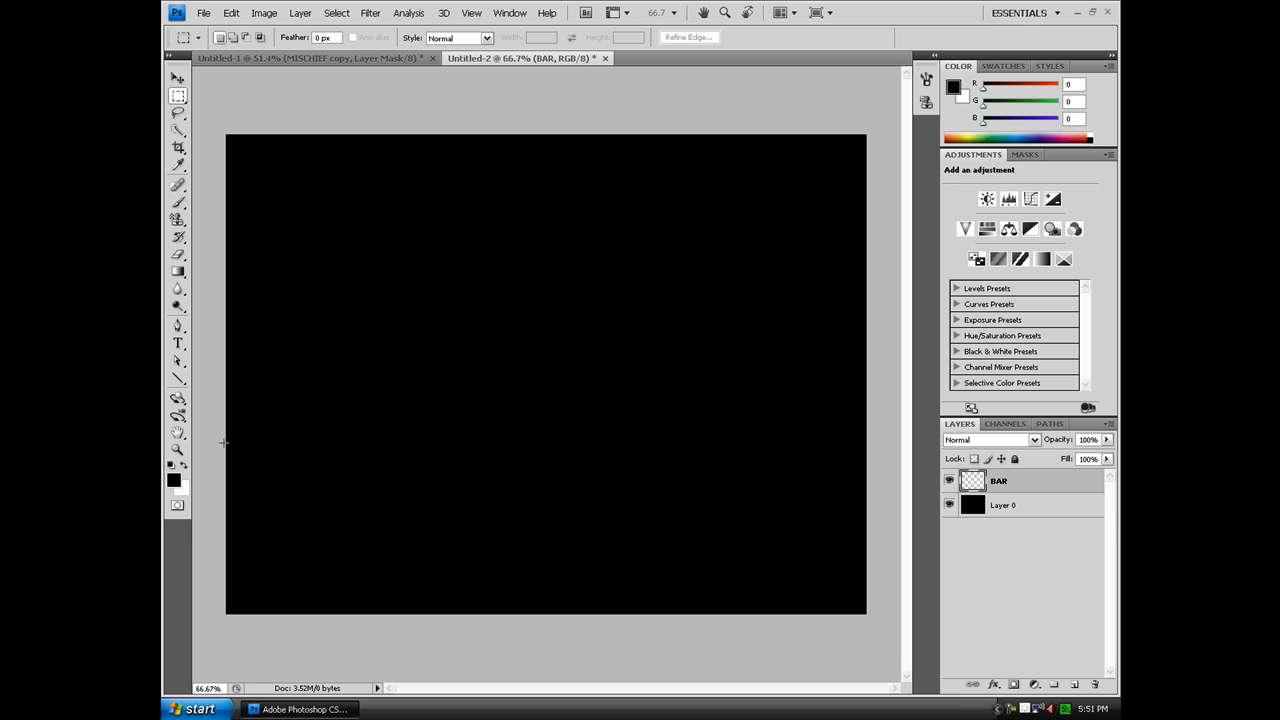 Ps File Edit Image Layer Select Filter Analysis 3D View Window Help Br 66.7 ESSENTIALS
Feather: 0 px Anti-alias Style: Normal Width: Height: Refine Edge...
Untitled-1 @ 51.4% (MISCHIEF copy, Layer Mask/8) * Untitled-2 @ 66.7% (BAR, RGB/8) *
COLOR SWATCHES STYLES
R 0
G 0
B 0
ADJUSTMENTS MASKS
Add an adjustment
Levels Presets
Curves Presets
Exposure Presets
Hue/Saturation Presets
Black & White Presets
Channel Mixer Presets
Selective Color Presets
T
LAYERS CHANNELS PATHS
Normal Opacity: 100%
Lock: Fill: 100%
BAR
Layer 0
66.67% Doc: 3.52M/0 bytes
start Ps Adobe Photoshop CS... 5:51 PM